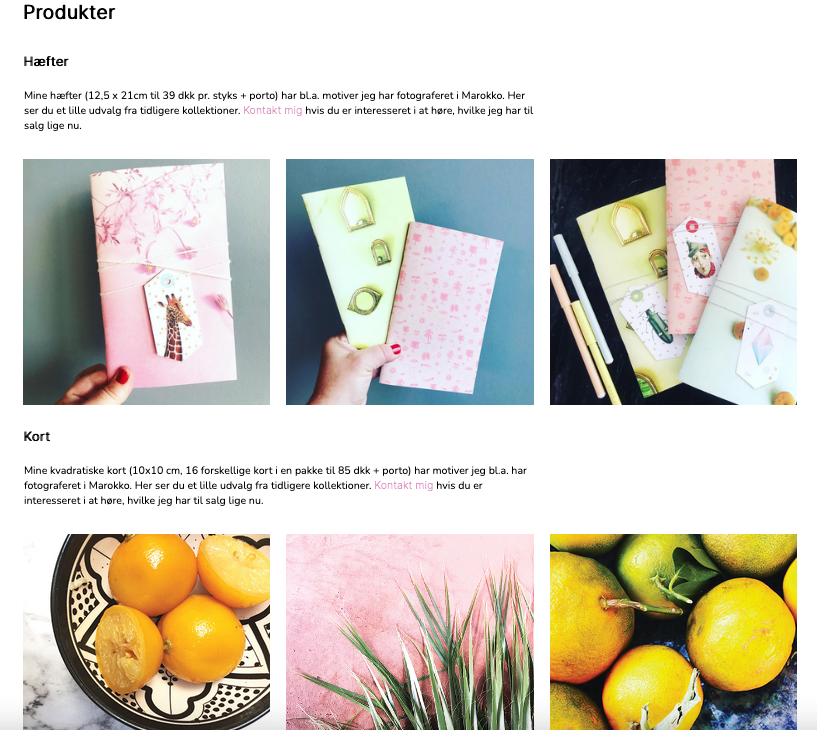 Produkter
Hæfter
Mine hæfter (12,5 x 21cm til 39 dkk pr. styks + porto) har bl.a. motiver jeg har fotograferet i Marokko. Her
ser du et lille udvalg fra tidligere kollektioner. Kontakt mig hvis du er interesseret i at høre, hvilke jeg har til
salg lige nu.
Kort
Mine kvadratiske kort (10x10 cm, 16 forskellige kort i en pakke til 85 dkk + porto) har motiver jeg bl.a. har
fotograferet i Marokko. Her ser du et lille udvalg fra tidligere kollektioner. Kontakt mig hvis du er
interesseret i at høre, hvilke jeg har til salg lige nu.